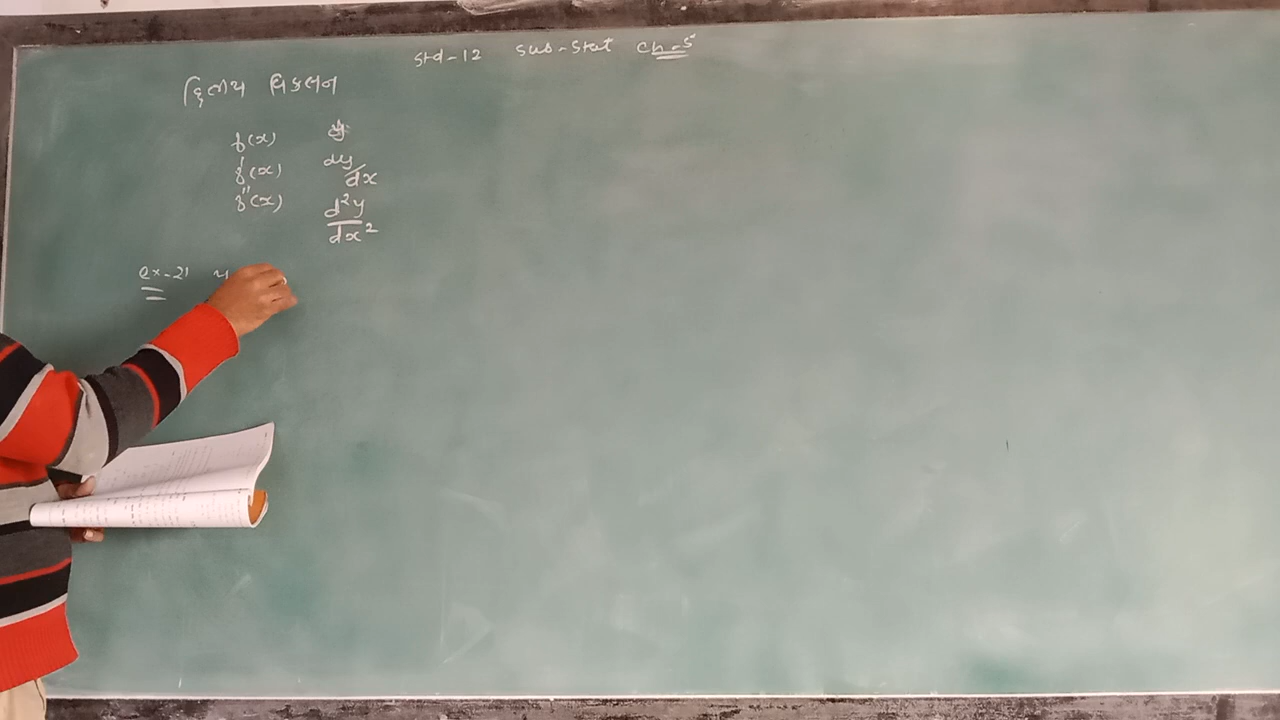 Std-12 Sub-Stat Ch-5
દ્વિતીય વિકલન
f(x) y
f'(x) dy/dx
f''(x) d²y/dx²
ex-21 y